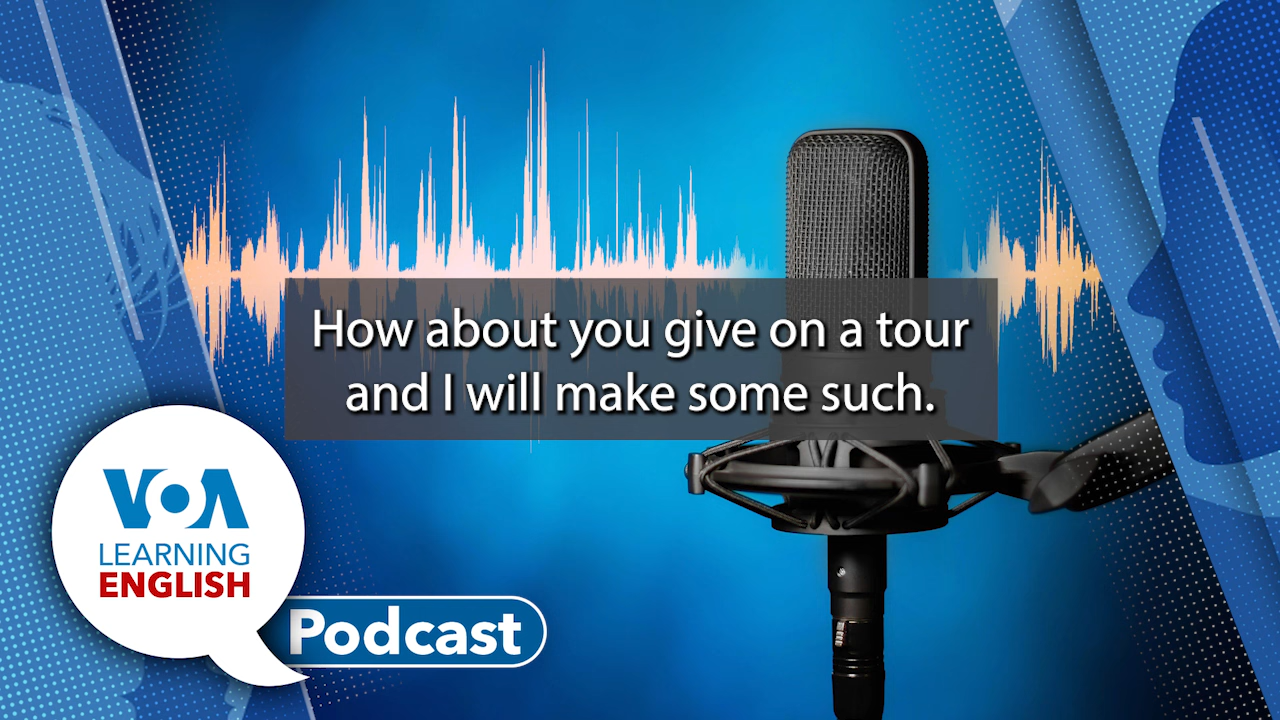 How about you give on a tour
and I will make some such.
VOA
LEARNING
ENGLISH
Podcast